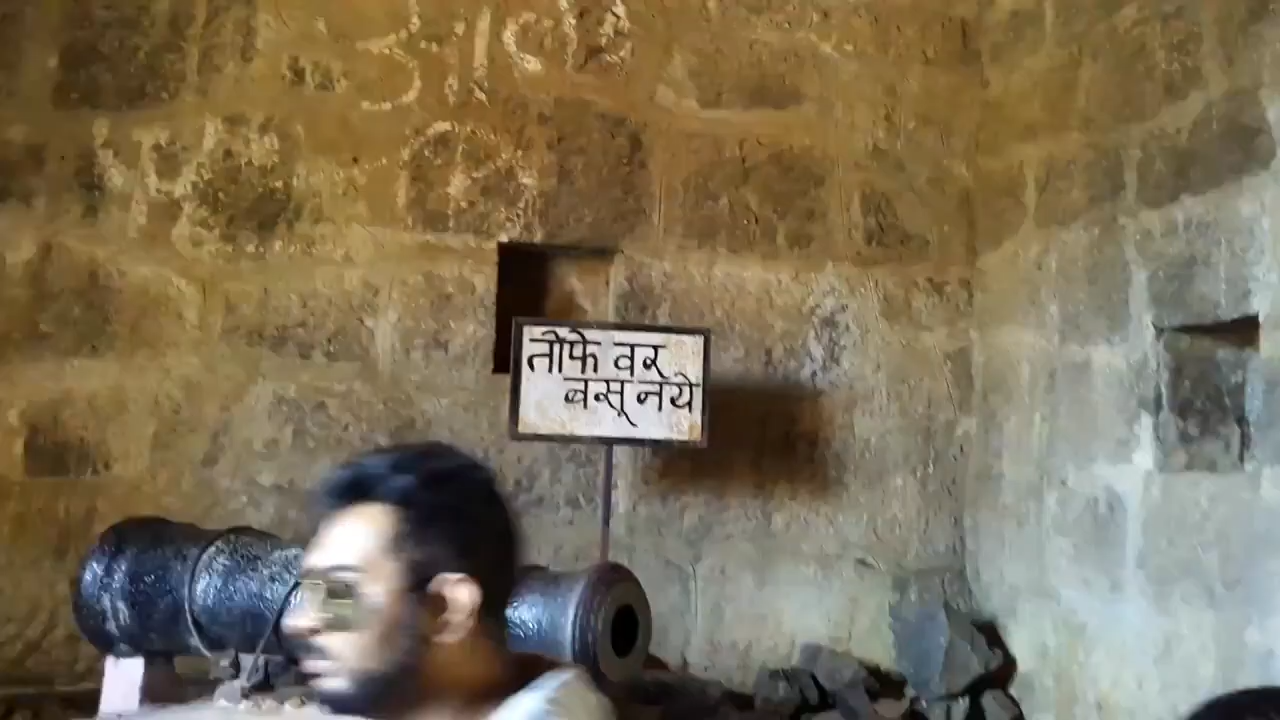 तोफे वर
बसू नये